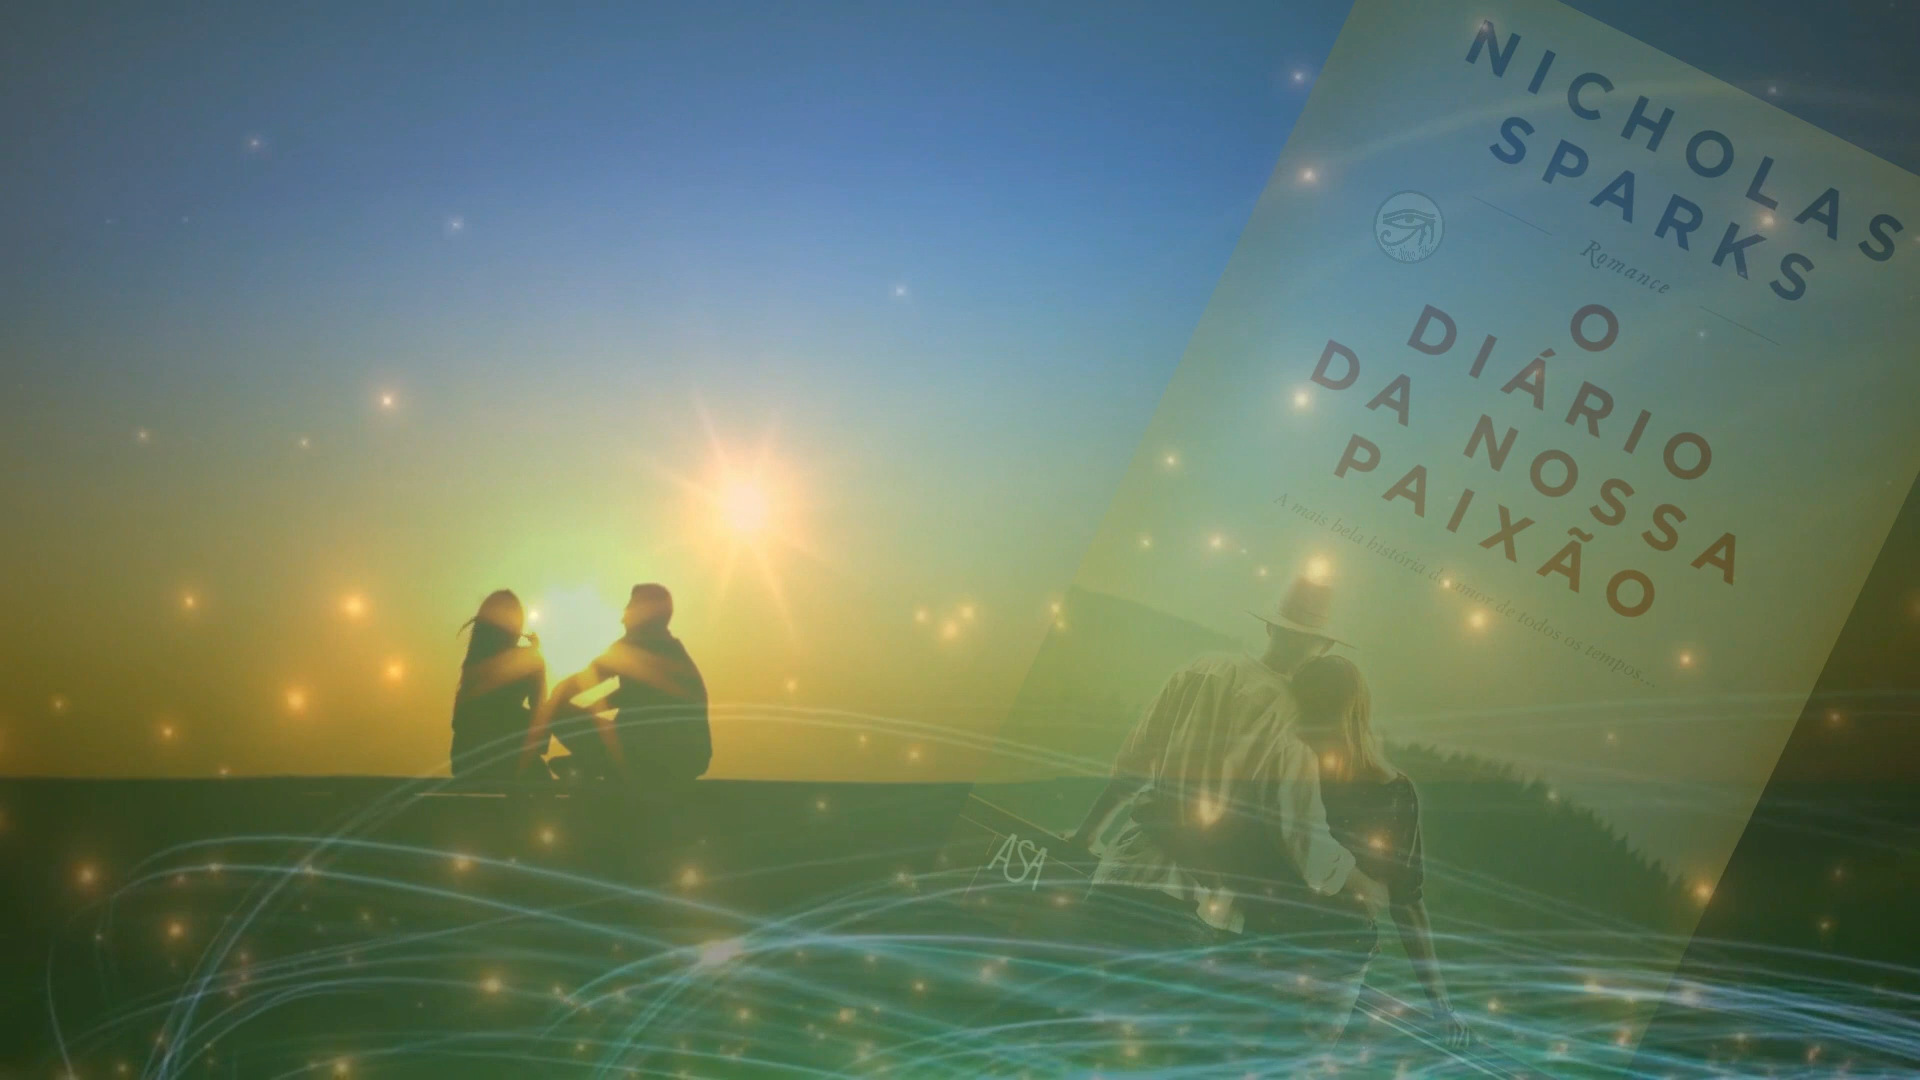 NICHOLAS
SPARKS
Romance
O
DIÁRIO
DA NOSSA
PAIXÃO
A mais bela história de amor de todos os tempos...
ASA